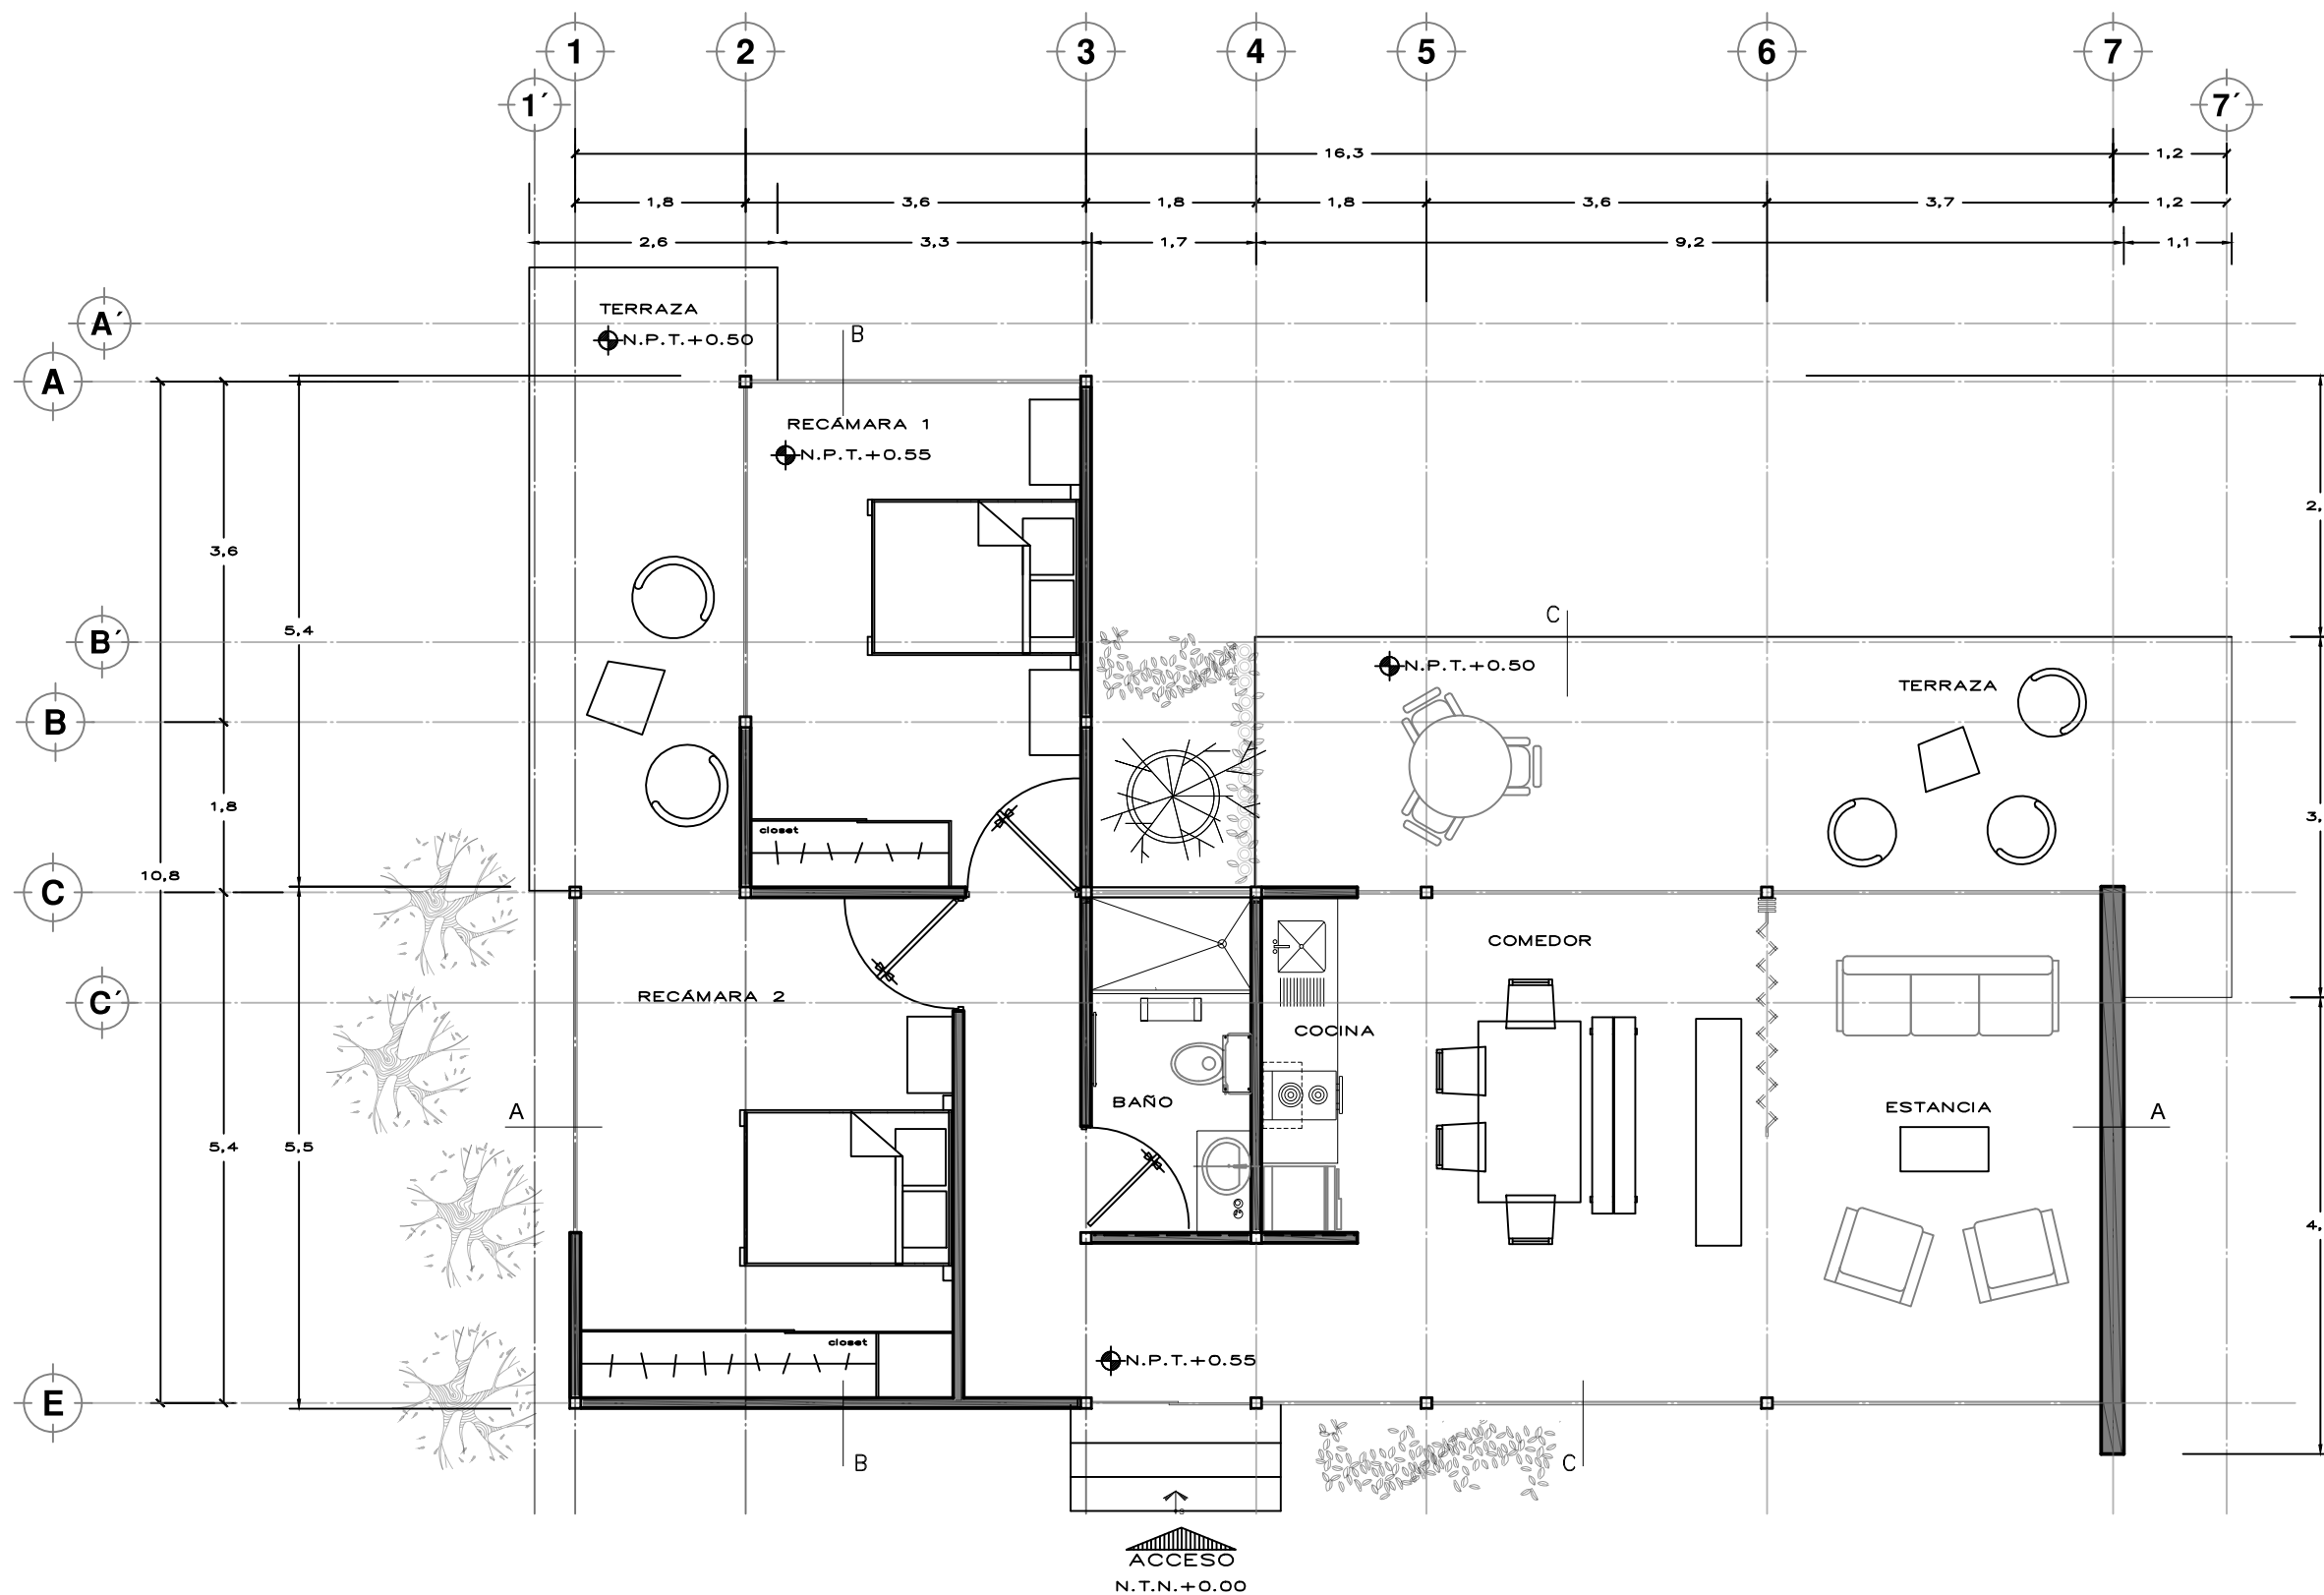 1 2 3 4 5 6 7
1´ 7´
16,3 1,2
1,8 3,6 1,8 1,8 3,6 3,7 1,2
2,6 3,3 1,7 9,2 1,1
TERRAZA
A´
N.P.T.+0.50
B
A
RECÁMARA 1
N.P.T.+0.55
2,
3,6
C
5,4
B´
N.P.T.+0.50
TERRAZA
B
1,8
3,
closet
10,8
C
COMEDOR
RECÁMARA 2
C´
COCINA
BAÑO
ESTANCIA
A
A
5,4
5,5
4,
closet
N.P.T.+0.55
E
B
C
ACCESO
N.T.N.+0.00